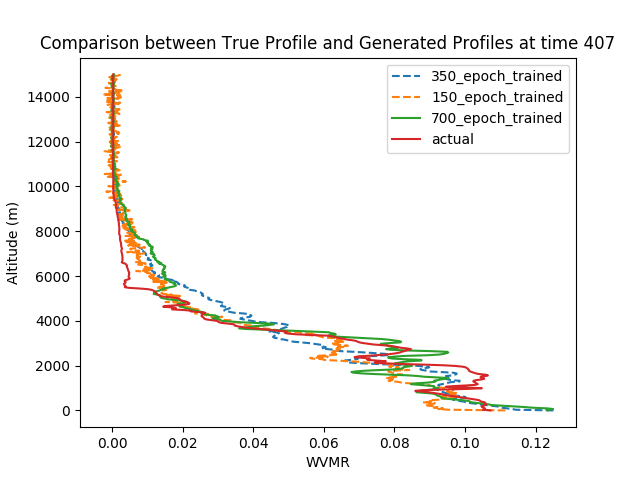 Comparison between True Profile and Generated Profiles at time 407
350_epoch_trained
150_epoch_trained
700_epoch_trained
actual
Altitude (m)
14000
12000
10000
8000
6000
4000
2000
0
0.00 0.02 0.04 0.06 0.08 0.10 0.12
WVMR